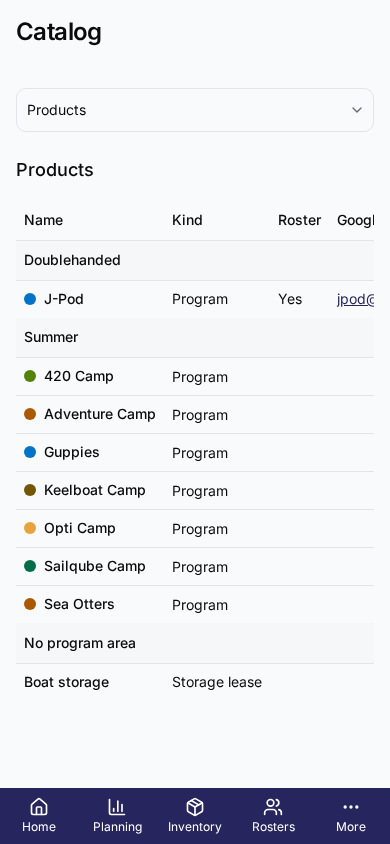 Catalog
Products
Products
Name Kind Roster Googl
Doublehanded
J-Pod Program Yes jpod@
Summer
420 Camp Program
Adventure Camp Program
Guppies Program
Keelboat Camp Program
Opti Camp Program
Sailqube Camp Program
Sea Otters Program
No program area
Boat storage Storage lease
Home Planning Inventory Rosters More